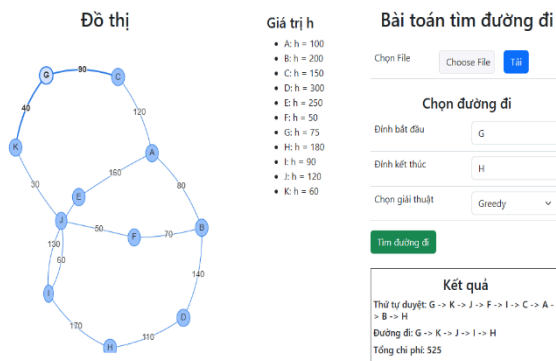 Đồ thị
G
90
C
40
120
K
A
30
160
80
E
J
50
F
70
B
130
60
140
I
170
D
110
H
Giá trị h
A: h = 100
B: h = 200
C: h = 150
D: h = 300
E: h = 250
F: h = 50
G: h = 75
H: h = 180
I: h = 90
J: h = 120
K: h = 60
Bài toán tìm đường đi
Chọn File Choose File Tải
Chọn đường đi
Đỉnh bắt đầu G
Đỉnh kết thúc H
Chọn giải thuật Greedy
Tìm đường đi
Kết quả
Thứ tự duyệt: G -> K -> J -> F -> I -> C -> A -
> B -> H
Đường đi: G -> K -> J -> I -> H
Tổng chi phí: 525